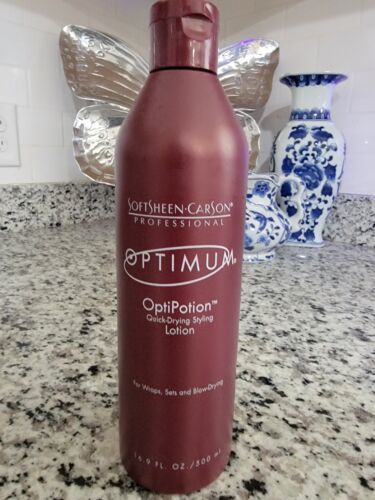 SOFTSHEEN·CARSON®
PROFESSIONAL
OPTIMUM
OptiPotion™
Quick-Drying Styling
Lotion
For Wraps, Sets and Blow-Drying
16.9 FL. OZ./500 ml